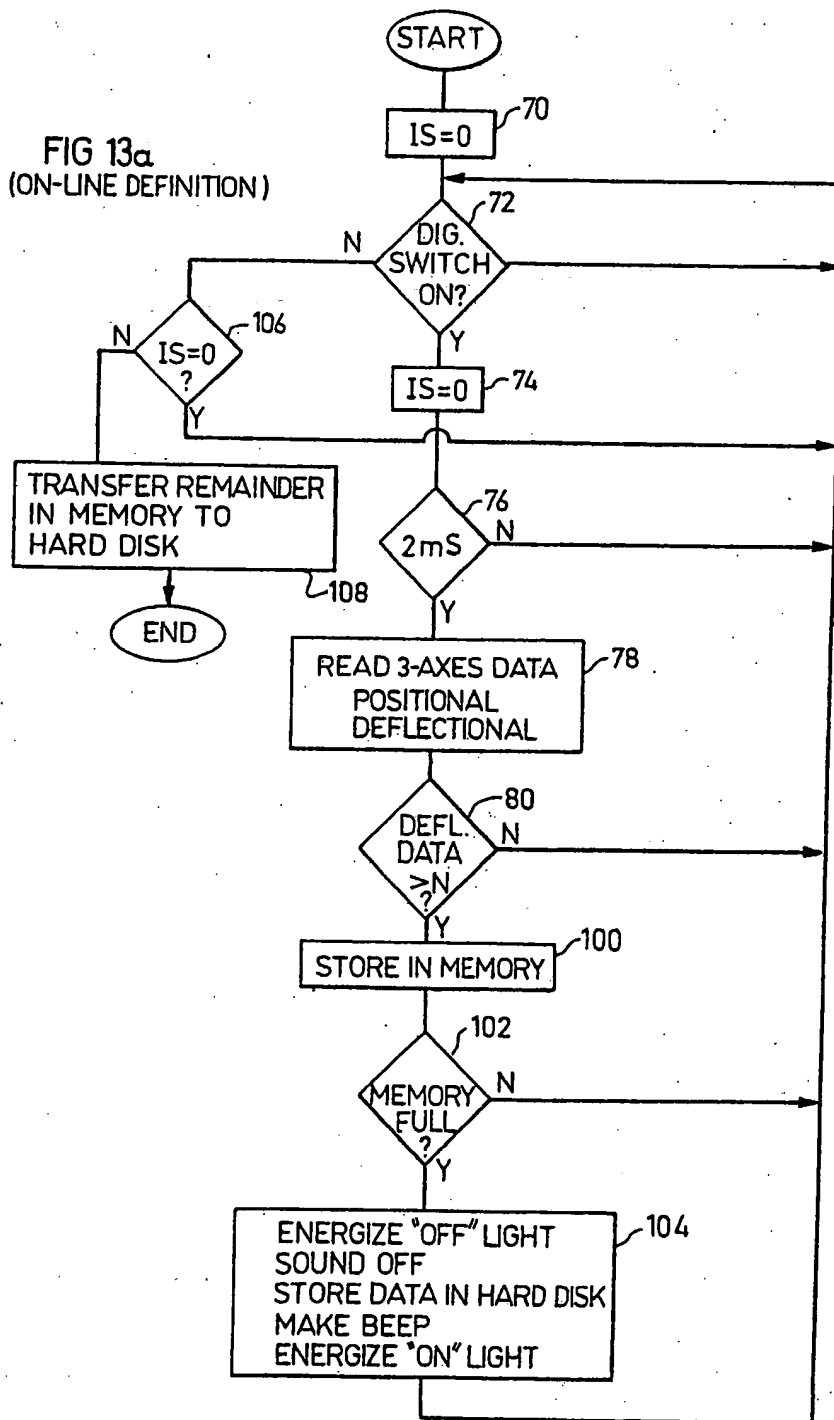 START
70
IS=0
FIG 13a
(ON-LINE DEFINITION)
72
N
DIG.
SWITCH
ON?
Y
106
N
IS=0
?
Y
IS=0
74
TRANSFER REMAINDER
IN MEMORY TO
HARD DISK
108
END
76
2mS
N
Y
78
READ 3-AXES DATA
POSITIONAL
DEFLECTIONAL
80
DEFL.
DATA
>N
?
N
Y
100
STORE IN MEMORY
102
MEMORY
FULL
?
N
Y
104
ENERGIZE "OFF" LIGHT
SOUND OFF
STORE DATA IN HARD DISK
MAKE BEEP
ENERGIZE "ON" LIGHT